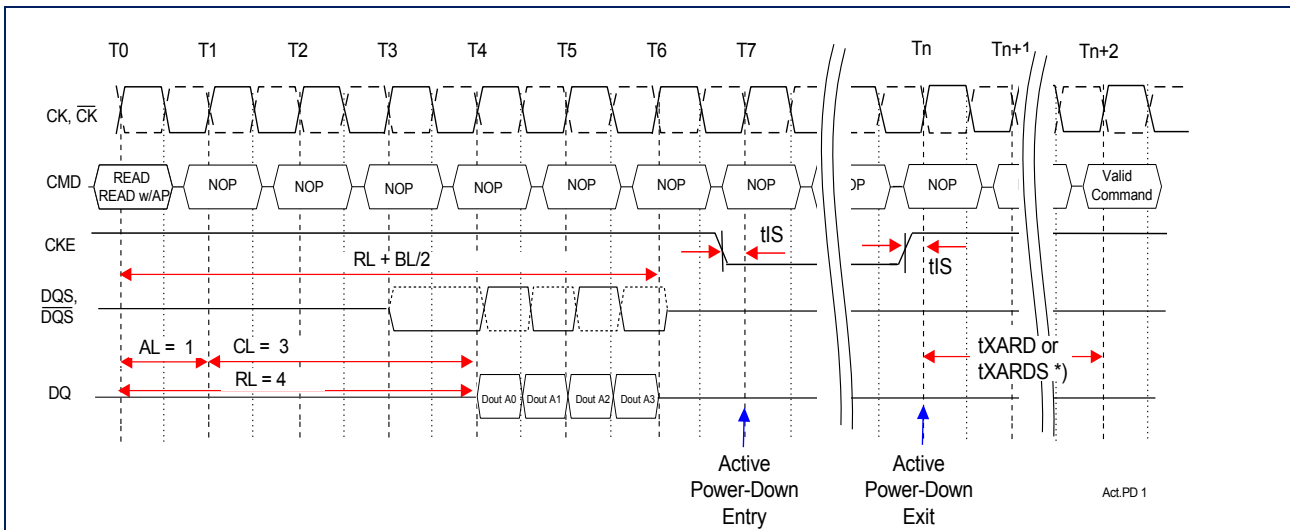 T0 T1 T2 T3 T4 T5 T6 T7 Tn Tn+1 Tn+2
CK, CK
CMD
READ
READ w/AP
NOP NOP NOP NOP NOP NOP NOP OP NOP Valid
Command
CKE
tIS
tIS
RL + BL/2
DQS,
DQS
AL = 1 CL = 3
tXARD or
tXARDS *)
RL = 4
DQ
Dout A0 Dout A1 Dout A2 Dout A3
Active
Power-Down
Entry
Active
Power-Down
Exit
Act.PD 1